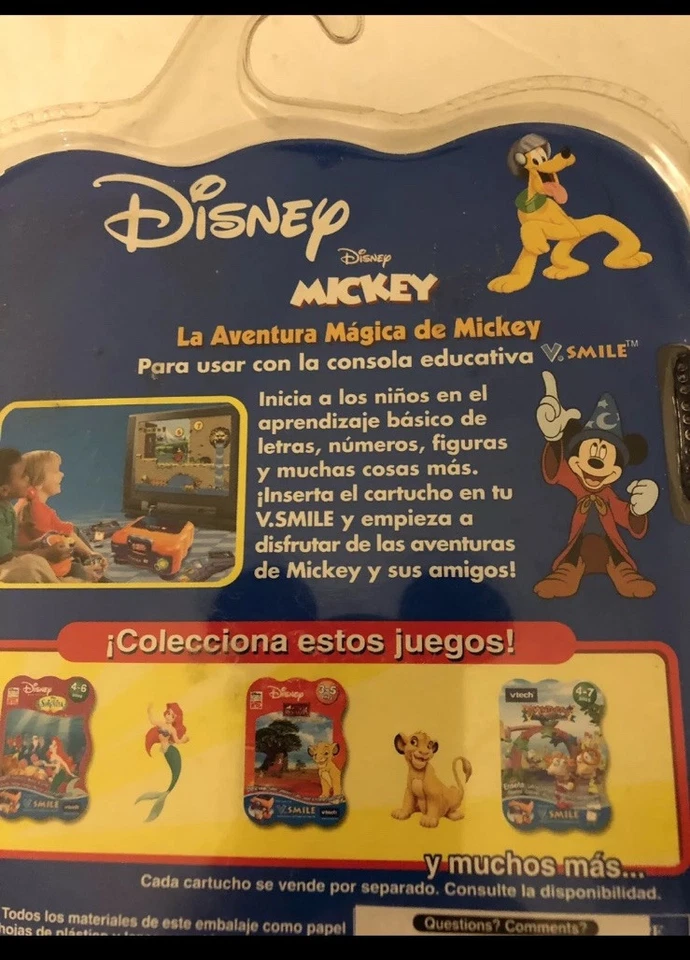 Disney
Disney
MICKEY
La Aventura Mágica de Mickey
Para usar con la consola educativa V.SMILE™
Inicia a los niños en el
aprendizaje básico de
letras, números, figuras
y muchas cosas más.
¡Inserta el cartucho en tu
V.SMILE y empieza a
disfrutar de las aventuras
de Mickey y sus amigos!
¡Colecciona estos juegos!
Disney
4-6
V.SMILE
vtech
Disney
3-5
V.SMILE
vtech
vtech
4-7
V.SMILE
y muchos más...
Cada cartucho se vende por separado. Consulte la disponibilidad.
Todos los materiales de este embalaje como papel
hojas de plástico y
Questions? Comments?